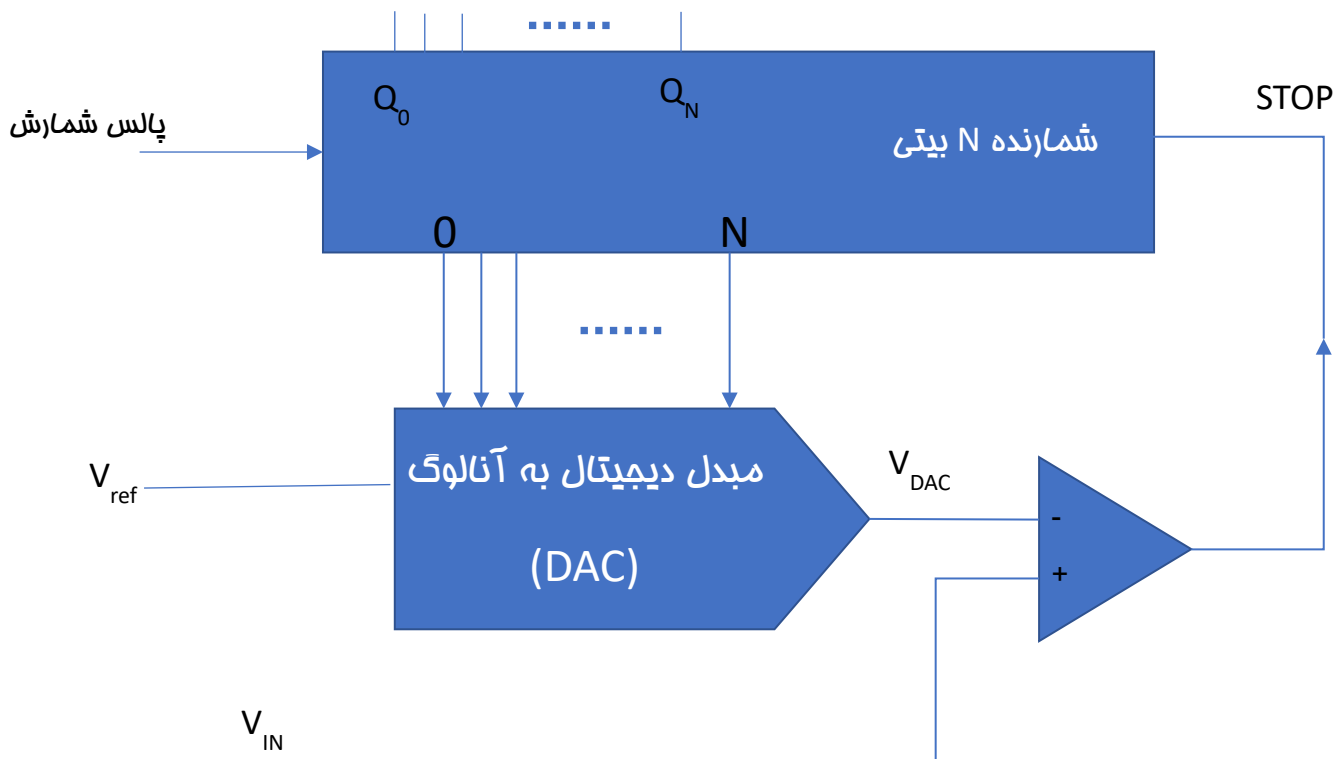 ......
Q0
QN
STOP
پالس شمارش
شمارنده N بیتی
0
N
......
مبدل دیجیتال به آنالوگ
(DAC)
Vref
VDAC
-
+
VIN